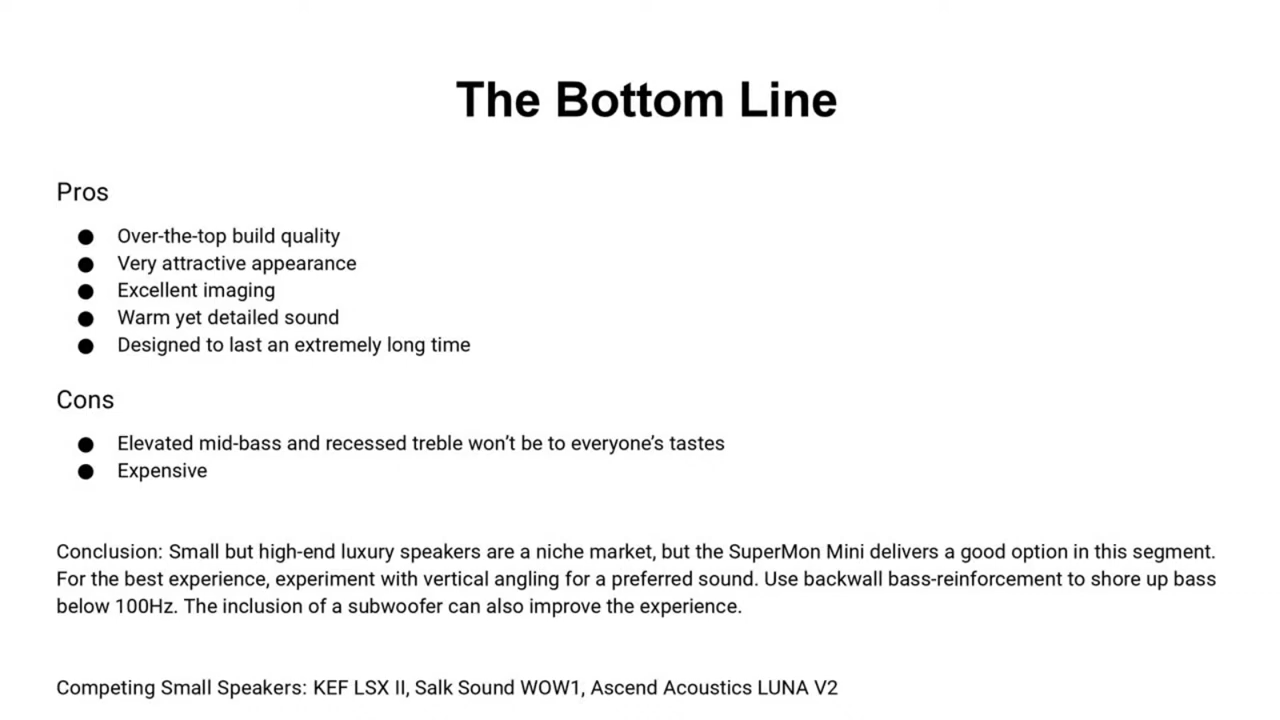 The Bottom Line
Pros
● Over-the-top build quality
● Very attractive appearance
● Excellent imaging
● Warm yet detailed sound
● Designed to last an extremely long time
Cons
● Elevated mid-bass and recessed treble won’t be to everyone’s tastes
● Expensive
Conclusion: Small but high-end luxury speakers are a niche market, but the SuperMon Mini delivers a good option in this segment.
For the best experience, experiment with vertical angling for a preferred sound. Use backwall bass-reinforcement to shore up bass
below 100Hz. The inclusion of a subwoofer can also improve the experience.
Competing Small Speakers: KEF LSX II, Salk Sound WOW1, Ascend Acoustics LUNA V2